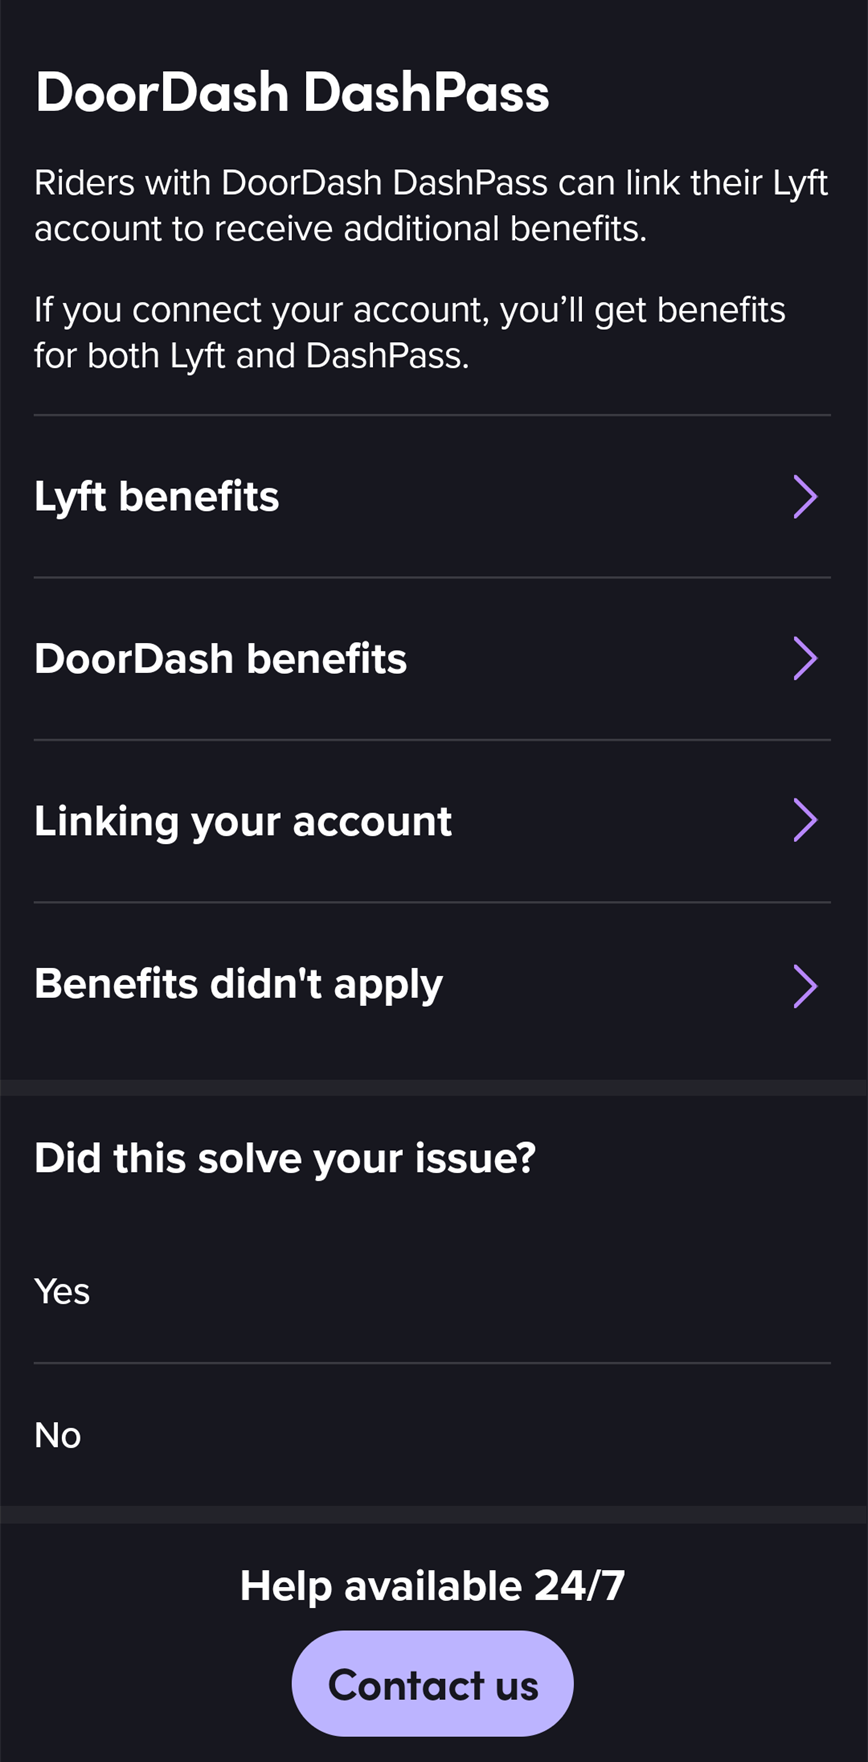 DoorDash DashPass
Riders with DoorDash DashPass can link their Lyft
account to receive additional benefits.
If you connect your account, you’ll get benefits
for both Lyft and DashPass.
Lyft benefits
DoorDash benefits
Linking your account
Benefits didn't apply
Did this solve your issue?
Yes
No
Help available 24/7
Contact us